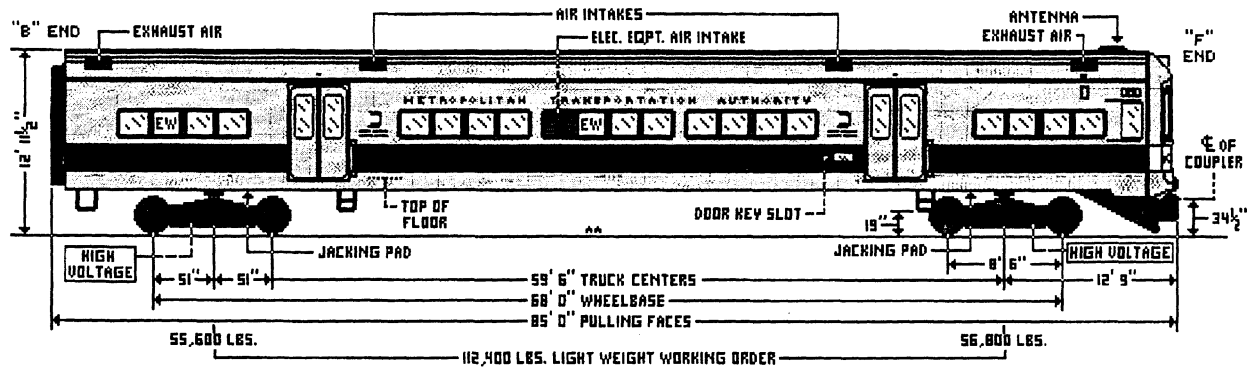 AIR INTAKES
ANTENNA
"B" END
EXHAUST AIR
ELEC. EQPT. AIR INTAKE
EXHAUST AIR
"F"
END
METROPOLITAN TRANSPORTATION AUTHORITY
EW
EW
12' 11½"
℄ OF
COUPLER
TOP OF
FLOOR
DOOR KEY SLOT
19"
34½"
HIGH
VOLTAGE
JACKING PAD
JACKING PAD
HIGH VOLTAGE
8' 6"
51"
51"
59' 6" TRUCK CENTERS
12' 9"
68' 0" WHEELBASE
85' 0" PULLING FACES
55,600 LBS.
56,800 LBS.
112,400 LBS. LIGHT WEIGHT WORKING ORDER